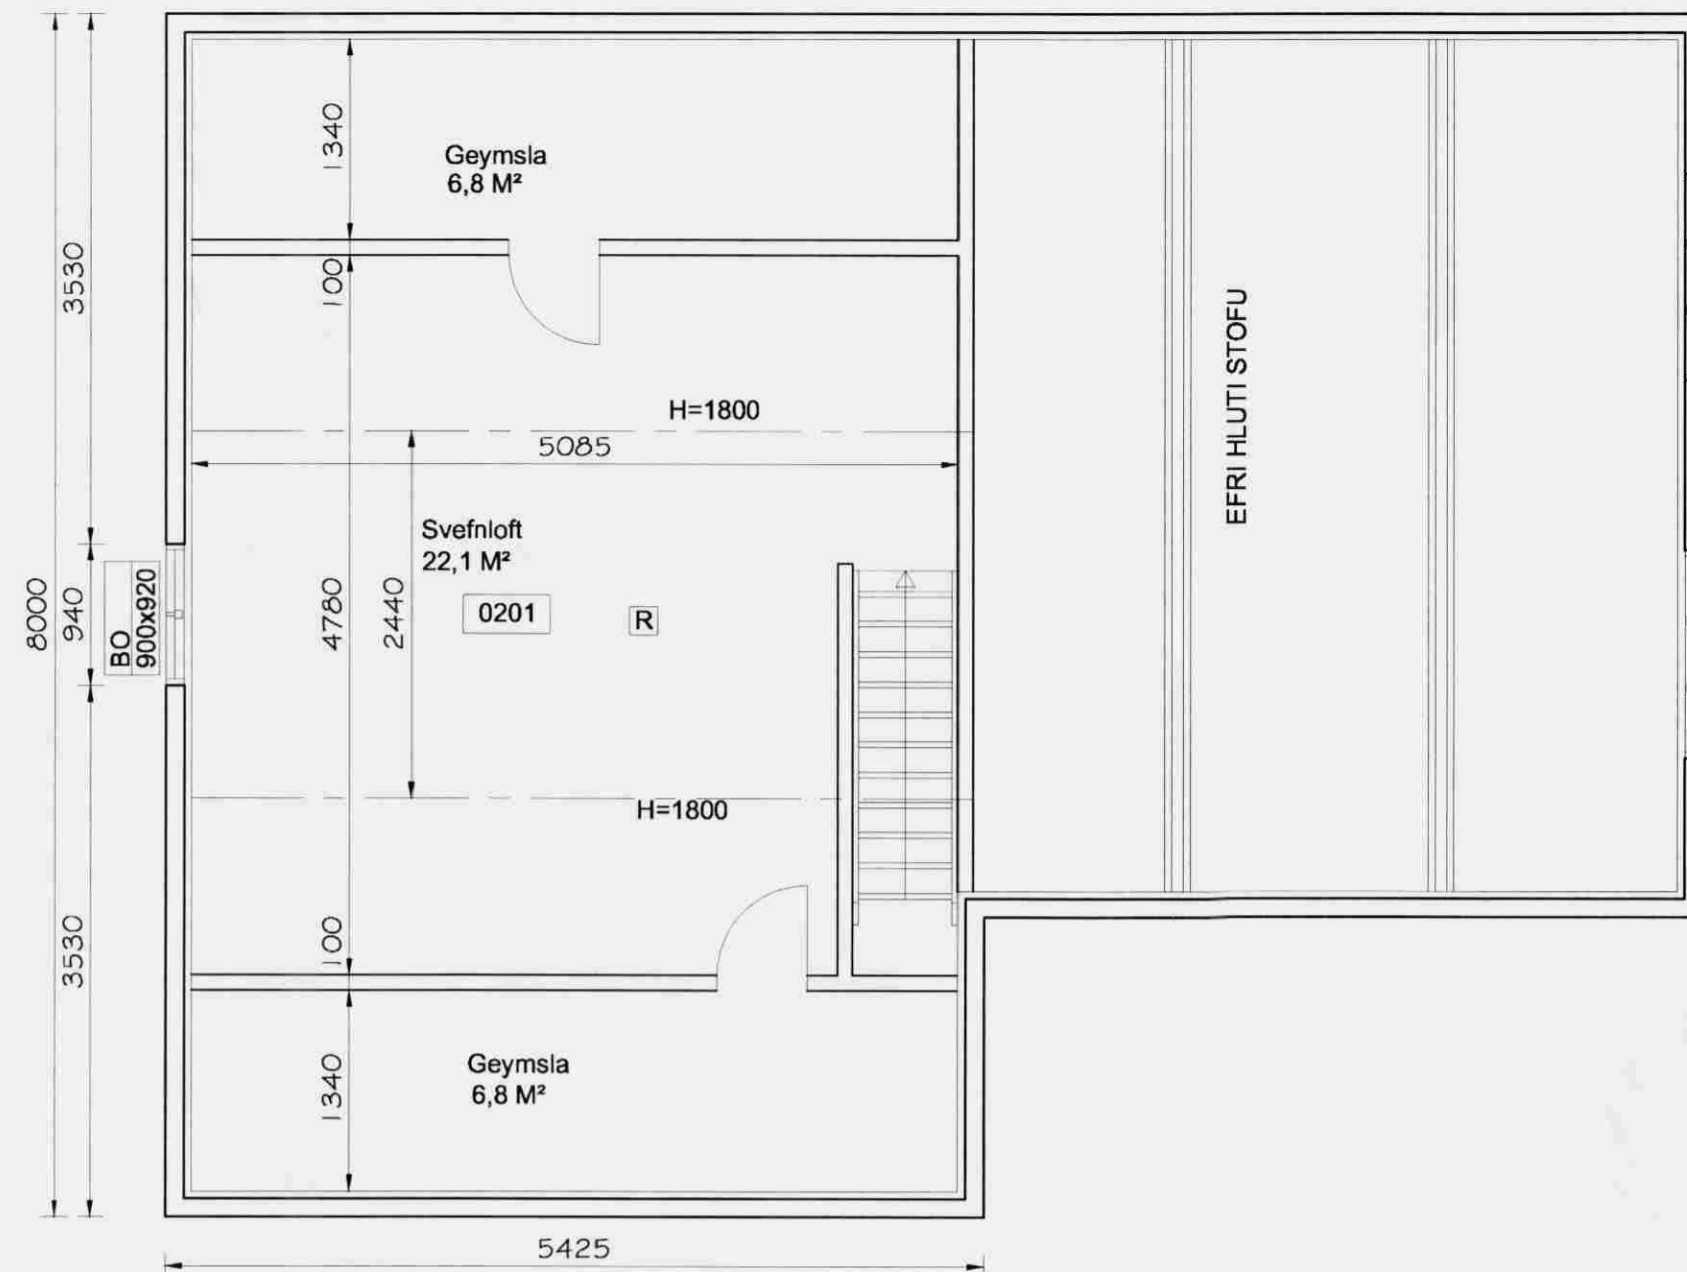 1340
Geymsla
6,8 M²
3530
100
EFRI HLUTI STOFU
H=1800
5085
Svefnloft
22,1 M²
8000
940
BO
900x920
4780
2440
0201
R
H=1800
3530
100
1340
Geymsla
6,8 M²
5425